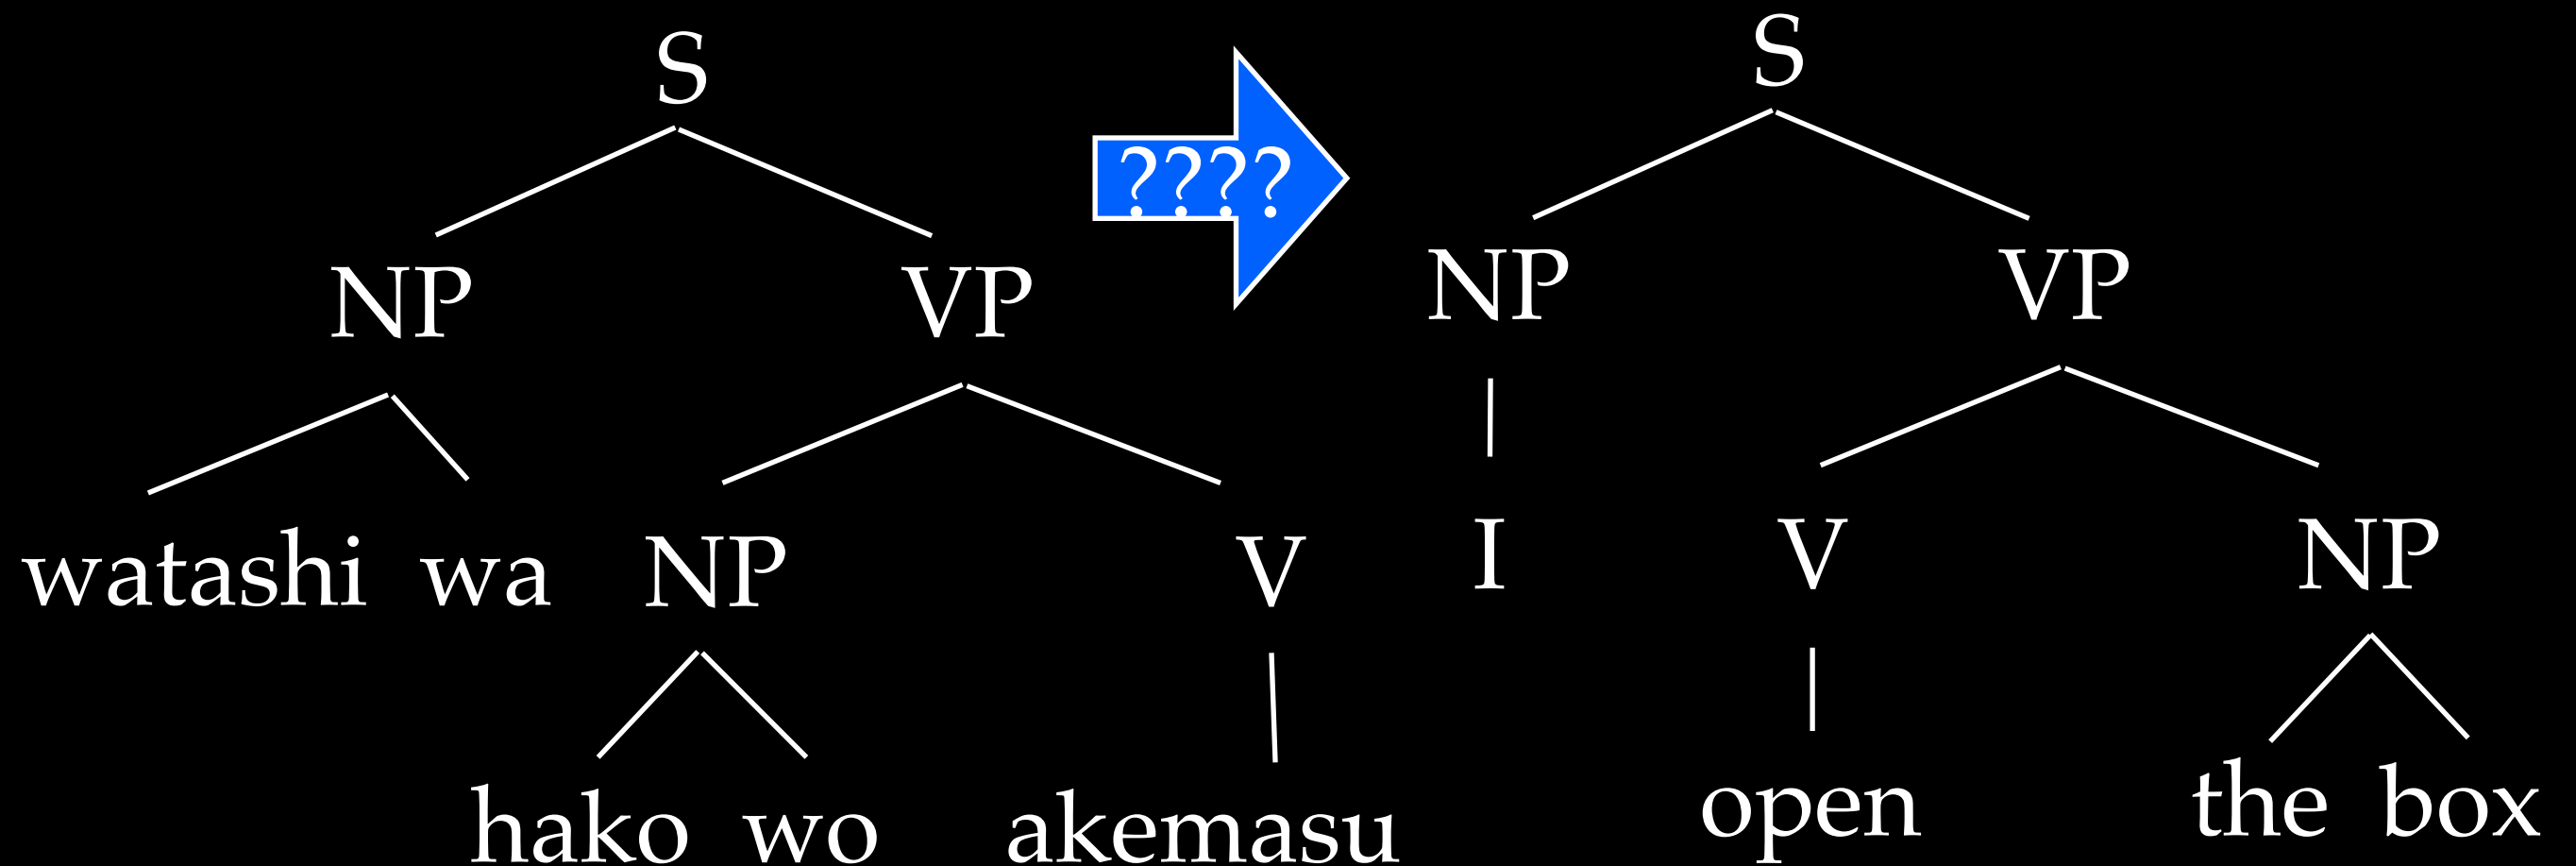 S
S
????
NP
VP
NP
VP
watashi wa
NP
V
I
V
NP
hako wo
akemasu
open
the box